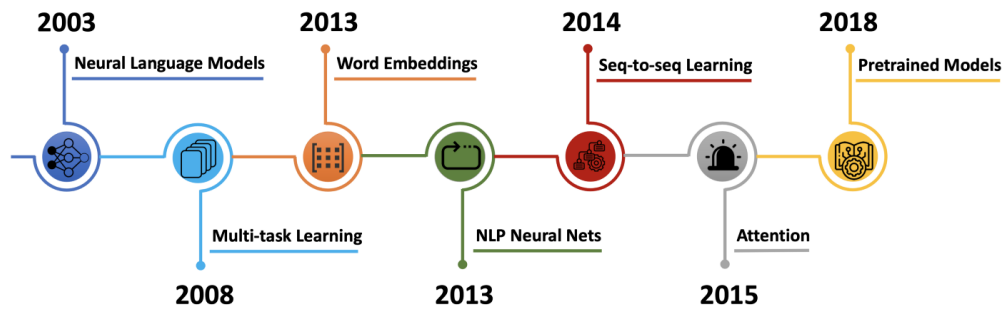 2003
Neural Language Models
2008
Multi-task Learning
2013
Word Embeddings
2013
NLP Neural Nets
2014
Seq-to-seq Learning
2015
Attention
2018
Pretrained Models